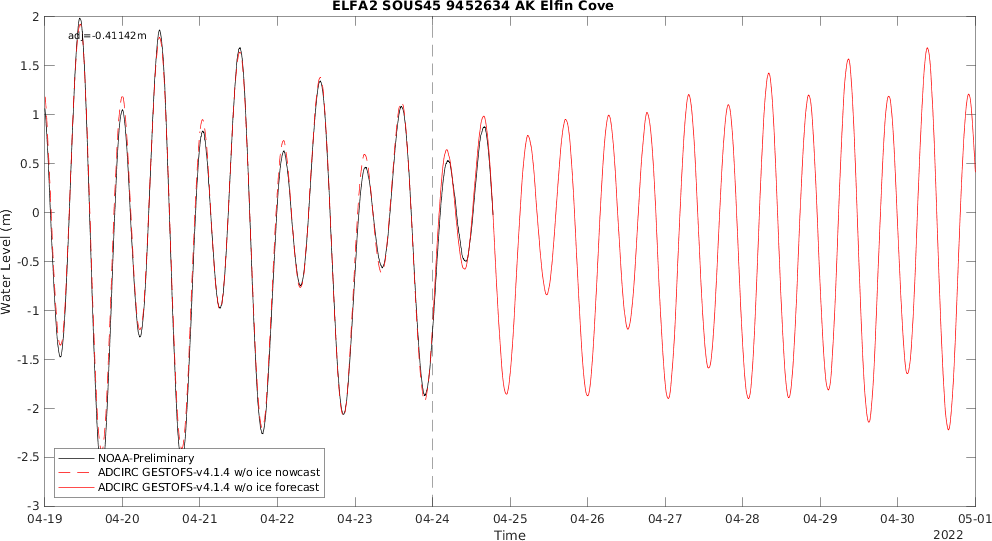 ELFA2 SOUS45 9452634 AK Elfin Cove
adj=-0.41142m
2
1.5
1
0.5
0
-0.5
-1
-1.5
-2
-2.5
-3
Water Level (m)
NOAA-Preliminary
ADCIRC GESTOFS-v4.1.4 w/o ice nowcast
ADCIRC GESTOFS-v4.1.4 w/o ice forecast
04-19 04-20 04-21 04-22 04-23 04-24 04-25 04-26 04-27 04-28 04-29 04-30 05-01
Time
2022